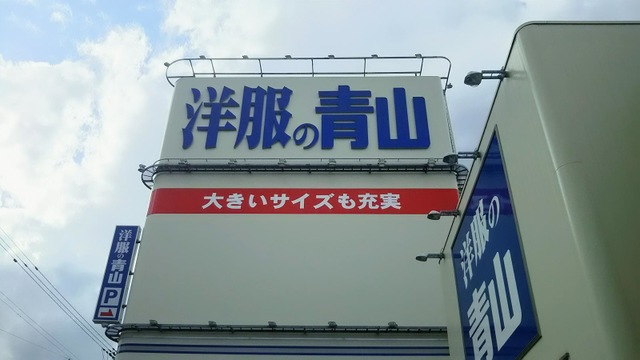 洋服の青山
大きいサイズも充実
洋服の青山
P
洋服の
青山